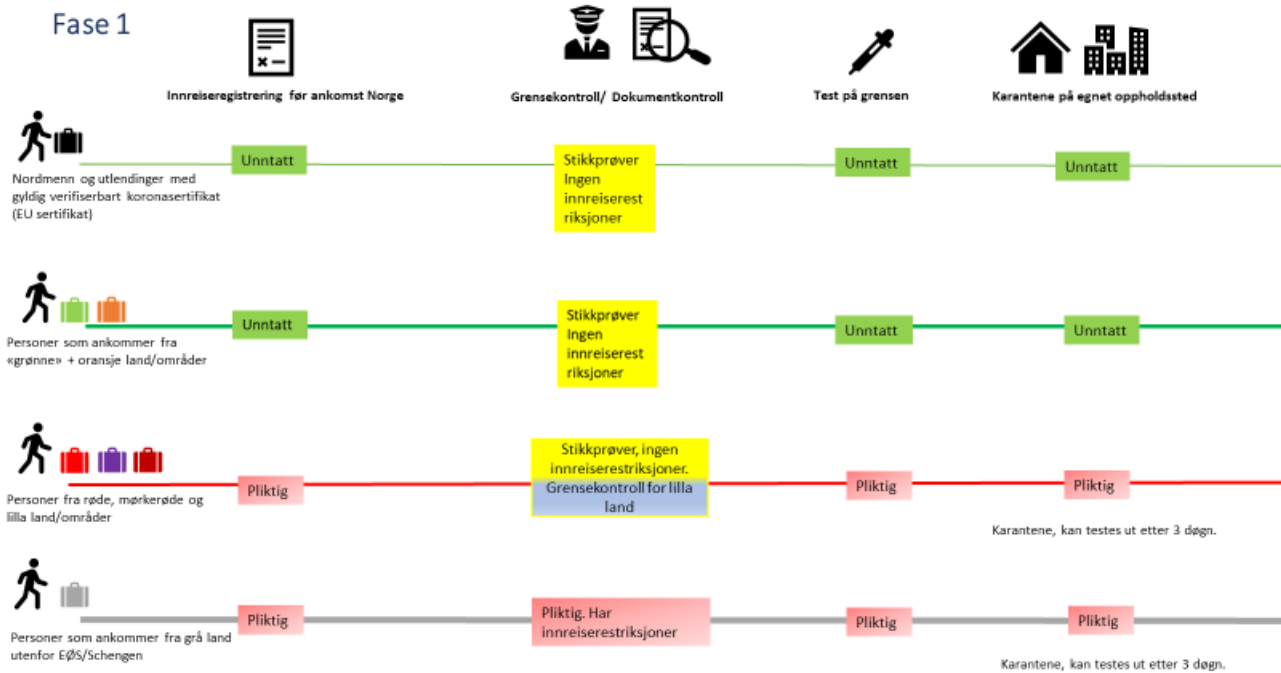 Fase 1
Innreiseregistrering før ankomst Norge
Grensekontroll/ Dokumentkontroll
Test på grensen
Karantene på egnet oppholdssted
Nordmenn og utlendinger med
gyldig verifiserbart koronasertifikat
(EU sertifikat)
Unntatt
Stikkprøver
Ingen
innreiserest
riksjoner
Unntatt
Unntatt
Personer som ankommer fra
«grønne» + oransje land/områder
Unntatt
Stikkprøver
Ingen
innreiserest
riksjoner
Unntatt
Unntatt
Personer fra røde, mørkerøde og
lilla land/områder
Pliktig
Stikkprøver, ingen
innreiserestriksjoner.
Grensekontroll for lilla
land
Pliktig
Pliktig
Karantene, kan testes ut etter 3 døgn.
Personer som ankommer fra grå land
utenfor EØS/Schengen
Pliktig
Pliktig. Har
innreiserestriksjoner
Pliktig
Pliktig
Karantene, kan testes ut etter 3 døgn.